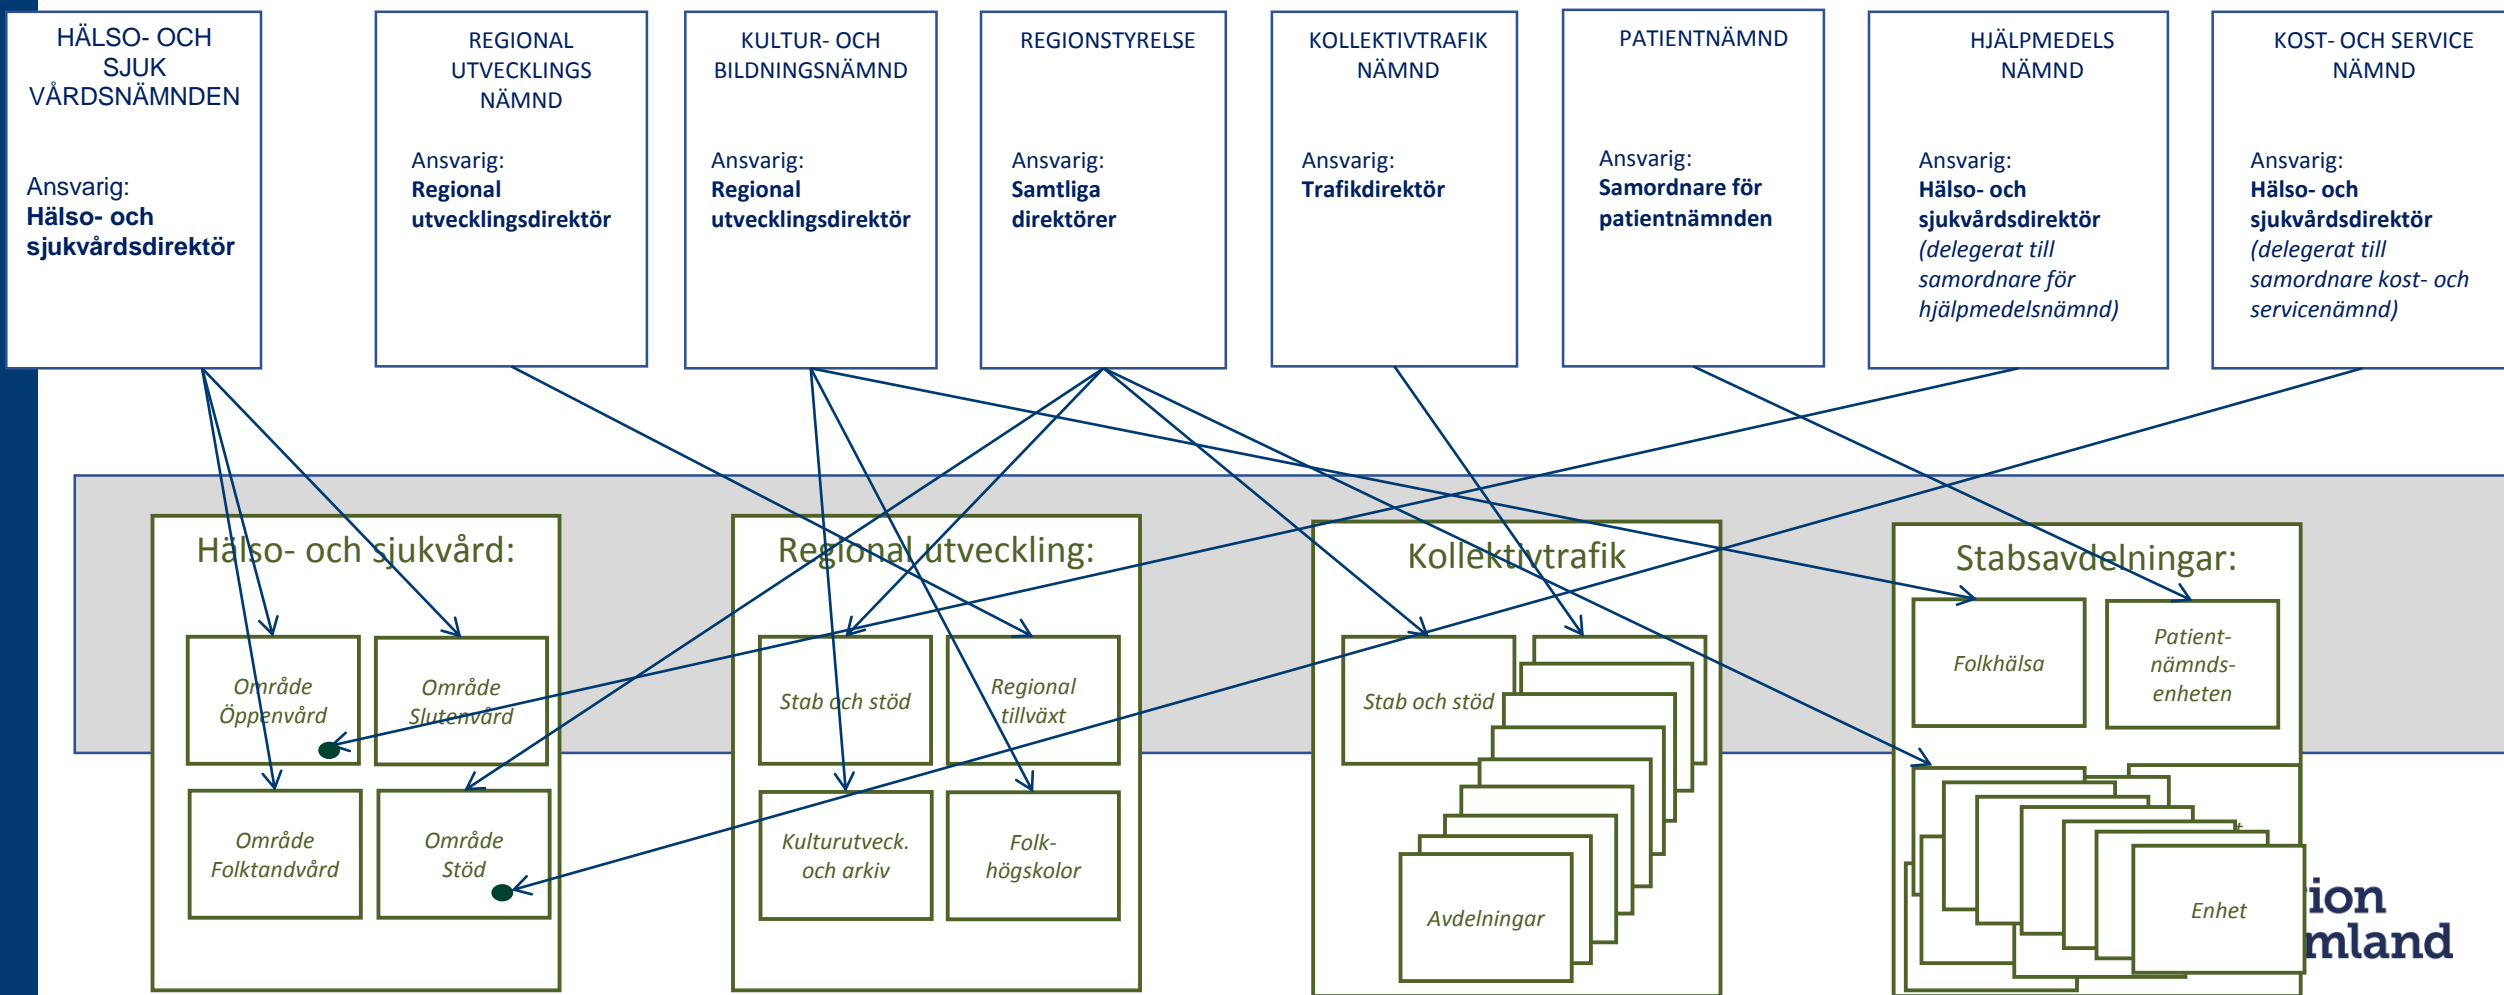 HÄLSO- OCH
SJUK
VÅRDSNÄMNDEN
Ansvarig:
Hälso- och
sjukvårdsdirektör
REGIONAL
UTVECKLINGS
NÄMND
Ansvarig:
Regional
utvecklingsdirektör
KULTUR- OCH
BILDNINGSNÄMND
Ansvarig:
Regional
utvecklingsdirektör
REGIONSTYRELSE
Ansvarig:
Samtliga
direktörer
KOLLEKTIVTRAFIK
NÄMND
Ansvarig:
Trafikdirektör
PATIENTNÄMND
Ansvarig:
Samordnare för
patientnämnden
HJÄLPMEDELS
NÄMND
Ansvarig:
Hälso- och
sjukvårdsdirektör
(delegerat till
samordnare för
hjälpmedelsnämnd)
KOST- OCH SERVICE
NÄMND
Ansvarig:
Hälso- och
sjukvårdsdirektör
(delegerat till
samordnare kost- och
servicenämnd)
Hälso- och sjukvård:
Område
Öppenvård
Område
Slutenvård
Område
Folktandvård
Område
Stöd
Regional utveckling:
Stab och stöd
Regional
tillväxt
Kulturutveck.
och arkiv
Folk-
högskolor
Kollektivtrafik
Stab och stöd
Avdelningar
Stabsavdelningar:
Folkhälsa
Patient-
nämnds-
enheten
Enhet
ion
mland